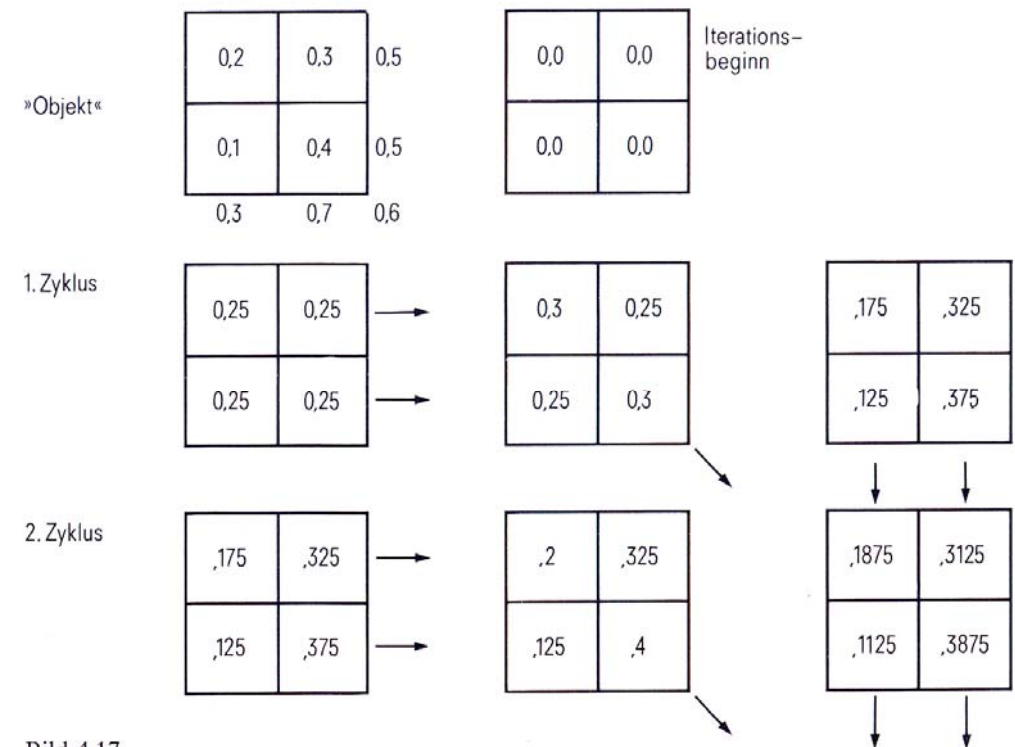 0,2 0,3 0,5
0,0 0,0
Iterations-
beginn
»Objekt«
0,1 0,4 0,5
0,0 0,0
0,3 0,7 0,6
1. Zyklus
0,25 0,25
0,3 0,25
,175 ,325
0,25 0,25
0,25 0,3
,125 ,375
2. Zyklus
,175 ,325
,2 ,325
,1875 ,3125
,125 ,375
,125 ,4
,1125 ,3875
Bild 4.17